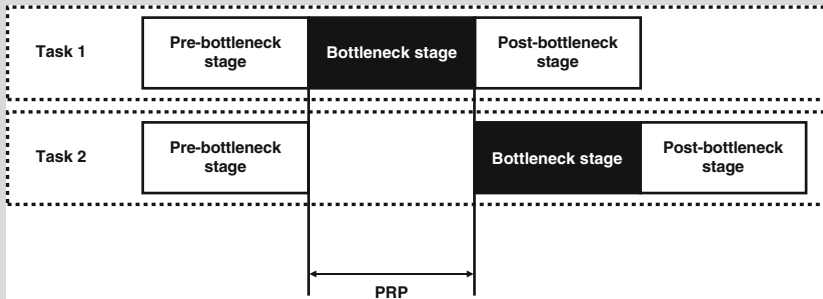 Task 1
Pre-bottleneck
stage
Bottleneck stage
Post-bottleneck
stage
Task 2
Pre-bottleneck
stage
Bottleneck stage
Post-bottleneck
stage
PRP